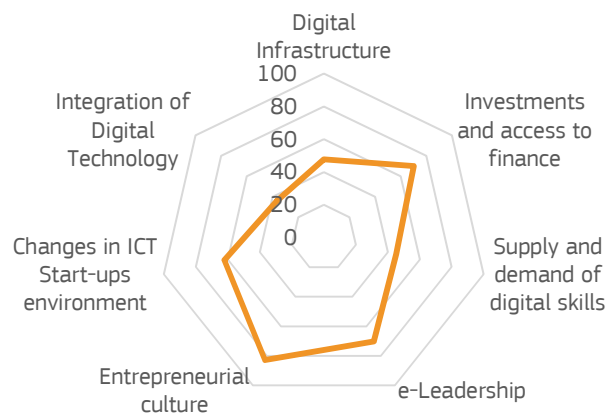 Digital
Infrastructure
100
80
60
40
20
0
Investments
and access to
finance
Supply and
demand of
digital skills
e-Leadership
Entrepreneurial
culture
Changes in ICT
Start-ups
environment
Integration of
Digital
Technology